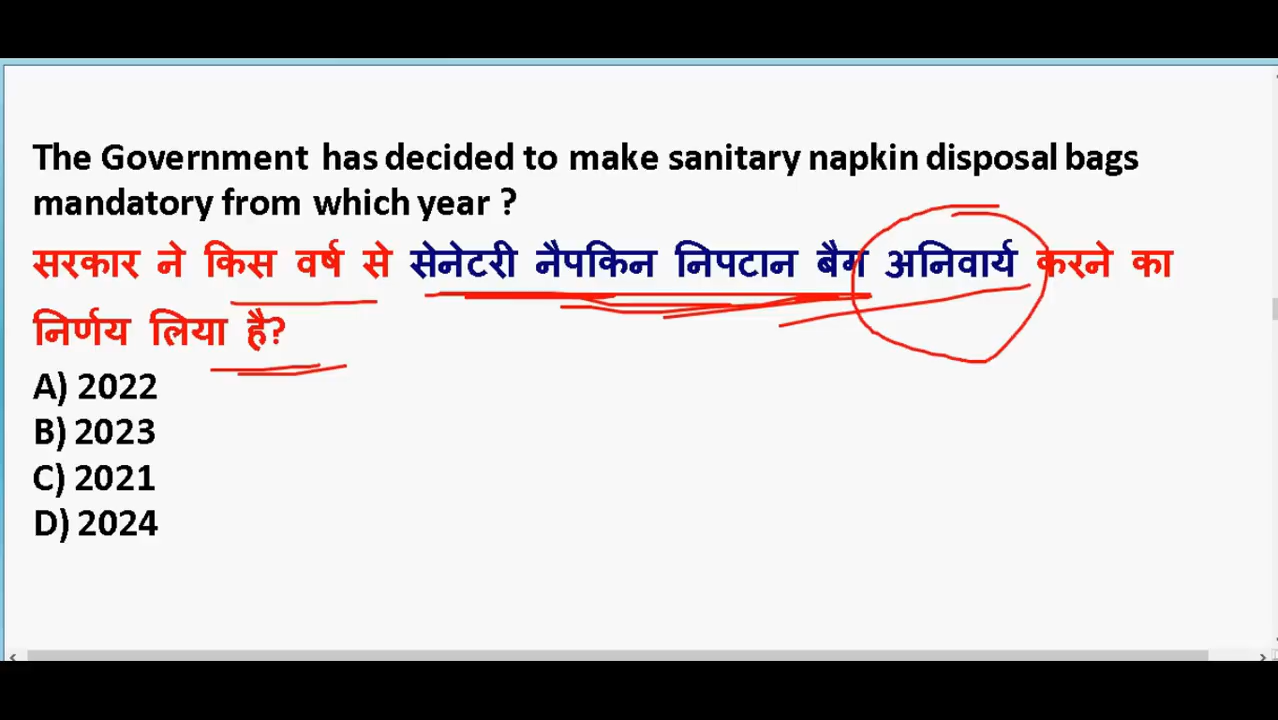 The Government has decided to make sanitary napkin disposal bags
mandatory from which year ?
सरकार ने किस वर्ष से सेनेटरी नैपकिन निपटान बैग अनिवार्य करने का
निर्णय लिया है?
A) 2022
B) 2023
C) 2021
D) 2024